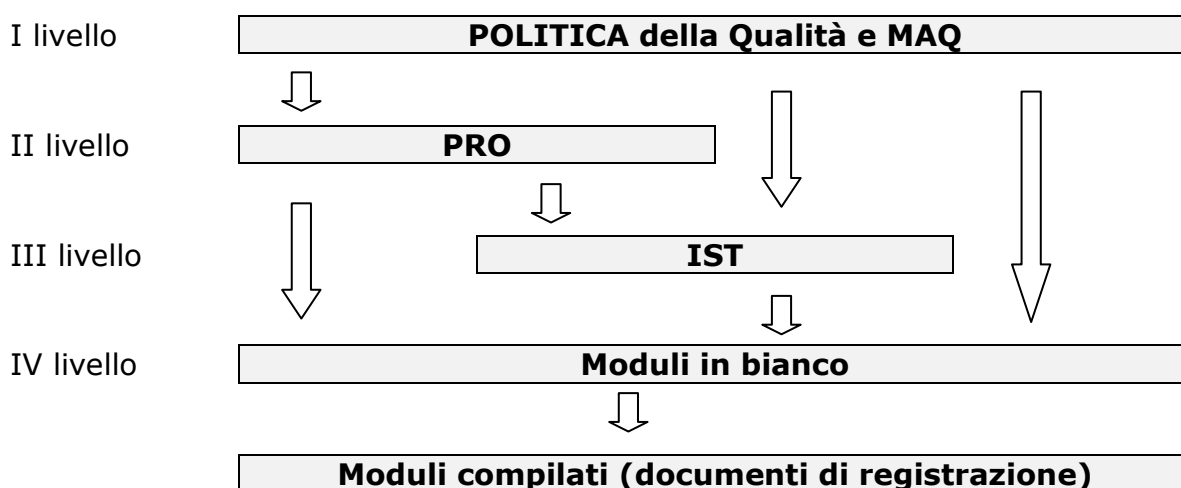 I livello
POLITICA della Qualità e MAQ
II livello
PRO
III livello
IST
IV livello
Moduli in bianco
Moduli compilati (documenti di registrazione)